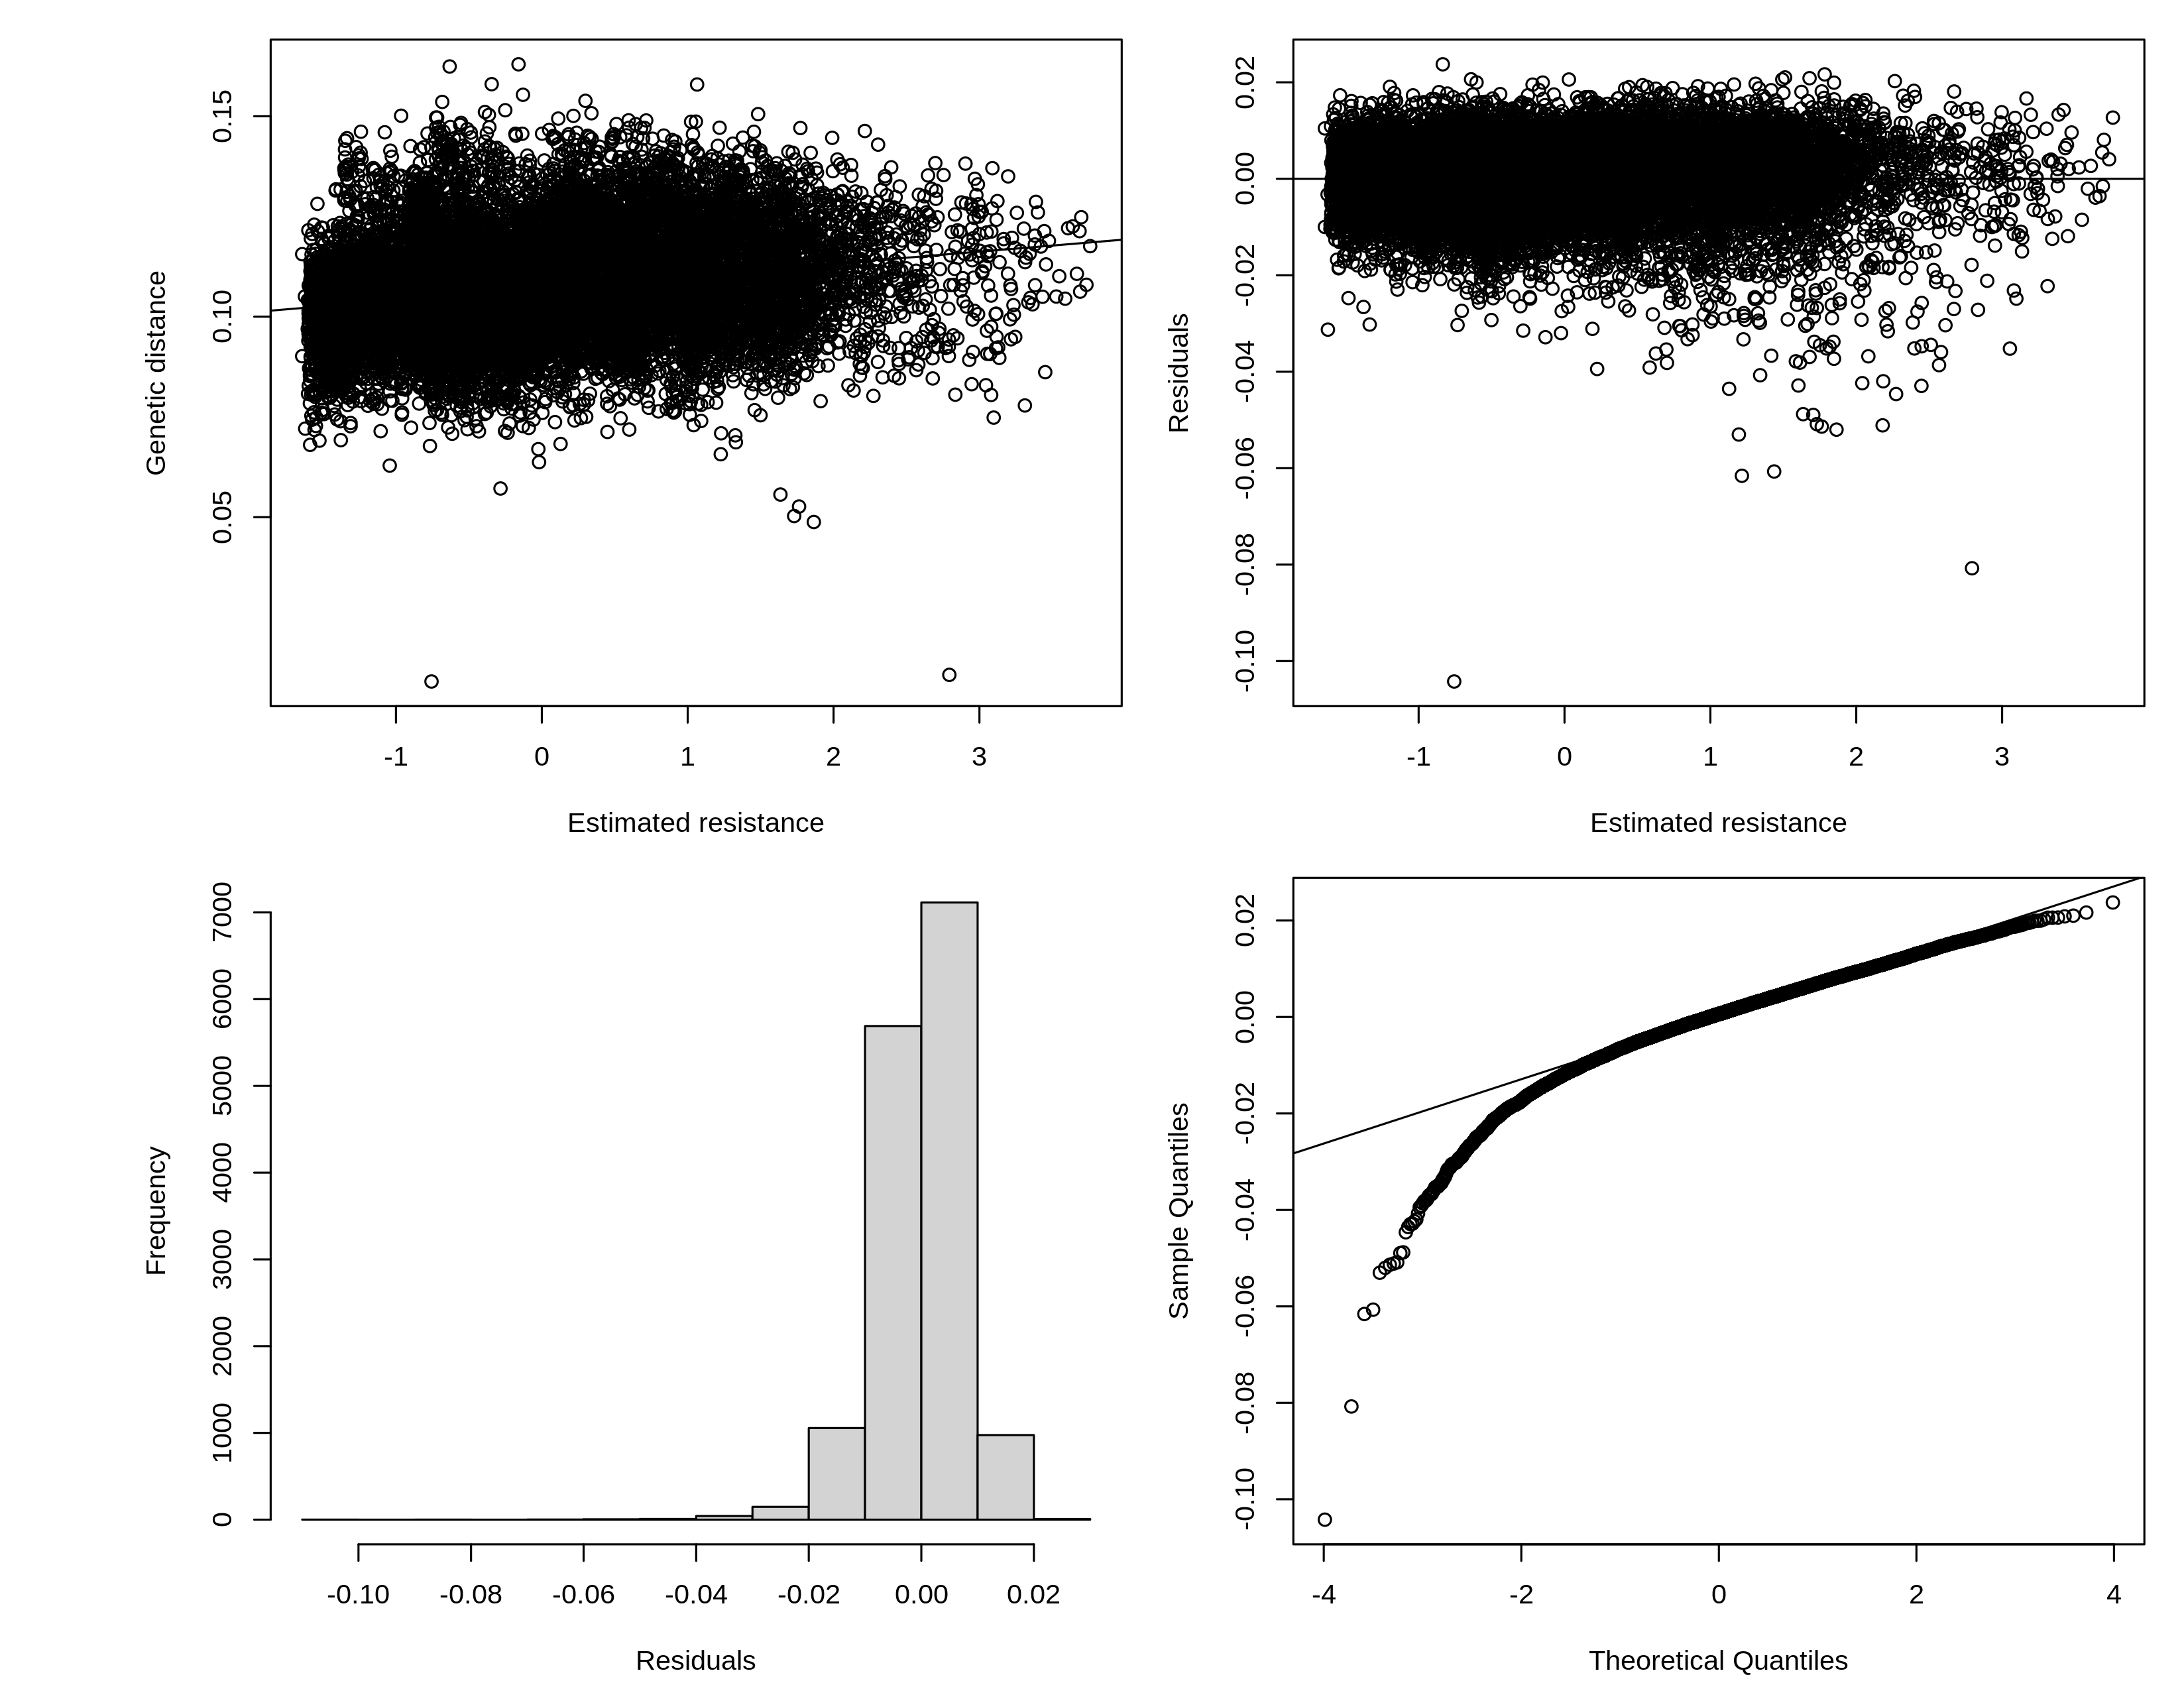 0.15
0.10
0.05
Genetic distance
-1 0 1 2 3
Estimated resistance
0.02
0.00
-0.02
-0.04
-0.06
-0.08
-0.10
Residuals
-1 0 1 2 3
Estimated resistance
7000
6000
5000
4000
3000
2000
1000
0
Frequency
-0.10 -0.08 -0.06 -0.04 -0.02 0.00 0.02
Residuals
0.02
0.00
-0.02
-0.04
-0.06
-0.08
-0.10
Sample Quantiles
-4 -2 0 2 4
Theoretical Quantiles